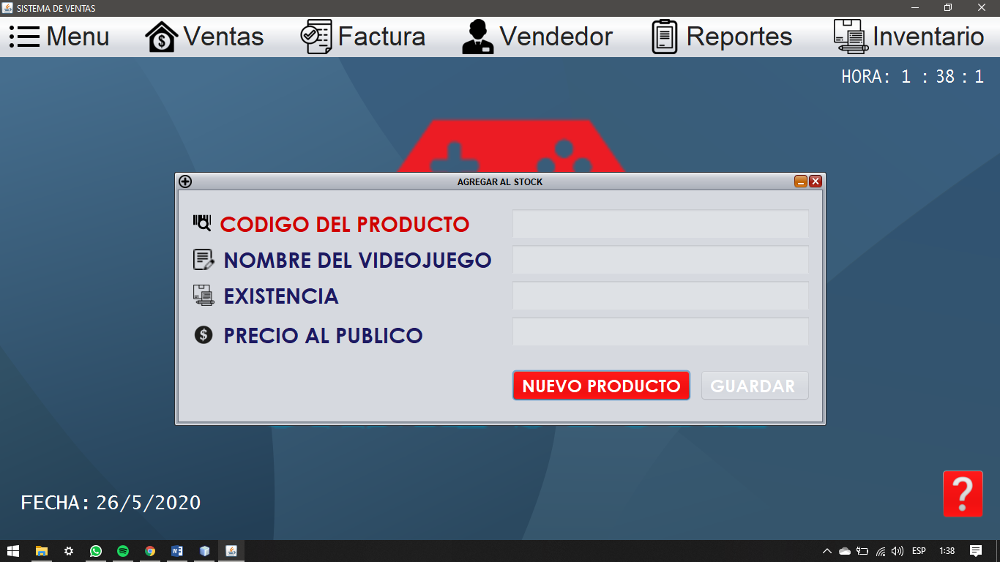 SISTEMA DE VENTAS
Menu Ventas Factura Vendedor Reportes Inventario
HORA: 1 : 38 : 1
AGREGAR AL STOCK
CODIGO DEL PRODUCTO
NOMBRE DEL VIDEOJUEGO
EXISTENCIA
PRECIO AL PUBLICO
NUEVO PRODUCTO GUARDAR
?
FECHA: 26/5/2020
ESP 1:38